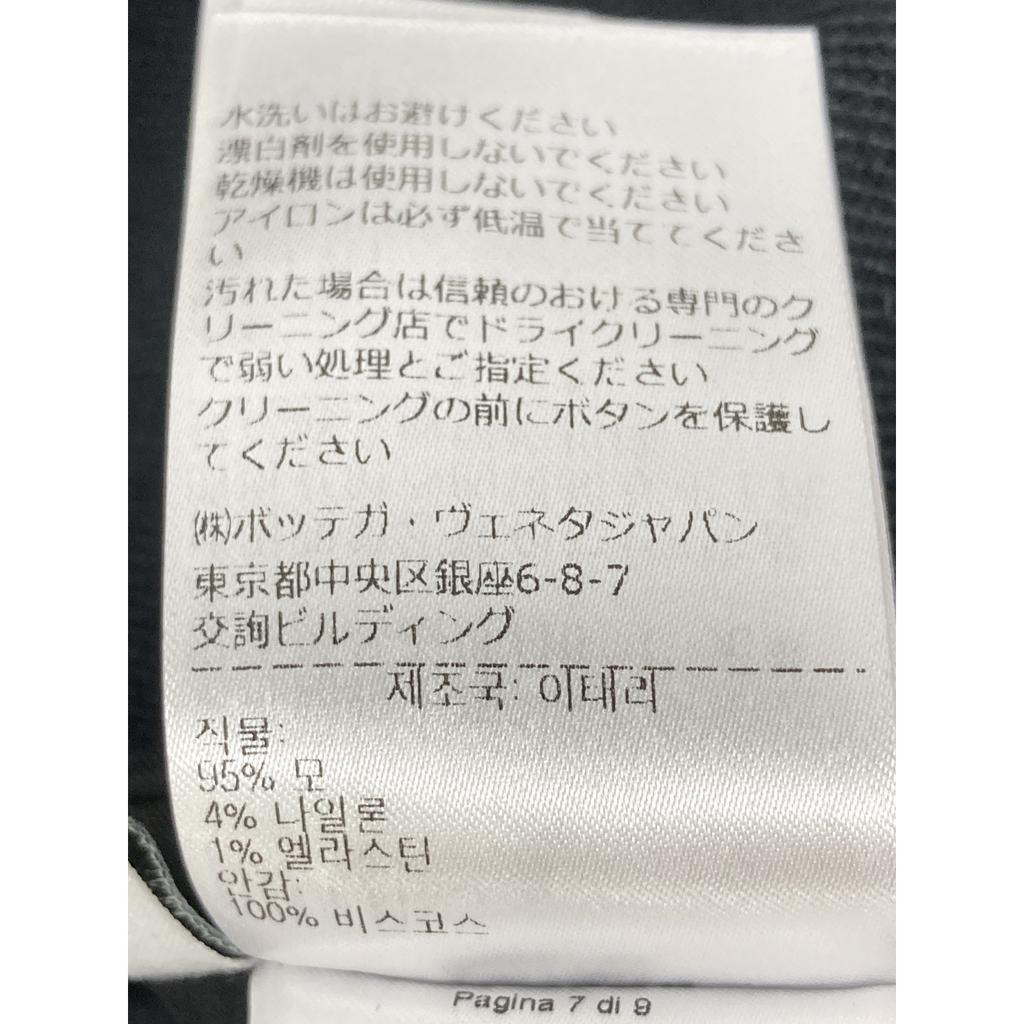 水洗いはお避けください
漂白剤を使用しないでください
乾燥機は使用しないでください
アイロンは必ず低温で当ててくださ
い
汚れた場合は信頼のおける専門のク
リーニング店でドライクリーニング
で弱い処理とご指定ください
クリーニングの前にボタンを保護し
てください
㈱ボッテガ・ヴェネタジャパン
東京都中央区銀座6-8-7
交詢ビルディング
제조국: 이태리
직물:
95% 모
4% 나일론
1% 엘라스틴
안감:
100% 비스코스
Pagina 7 di 9